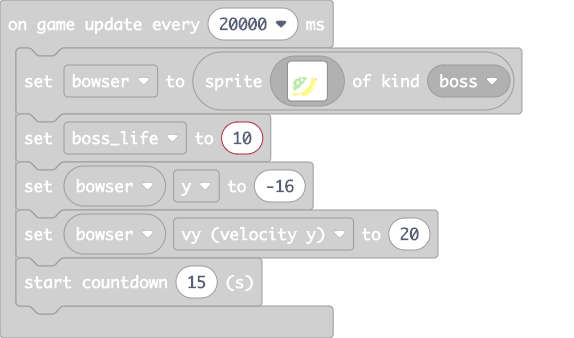 on game update every 20000 ms
set bowser to sprite of kind boss
set boss_life to 10
set bowser y to -16
set bowser vy (velocity y) to 20
start countdown 15 (s)